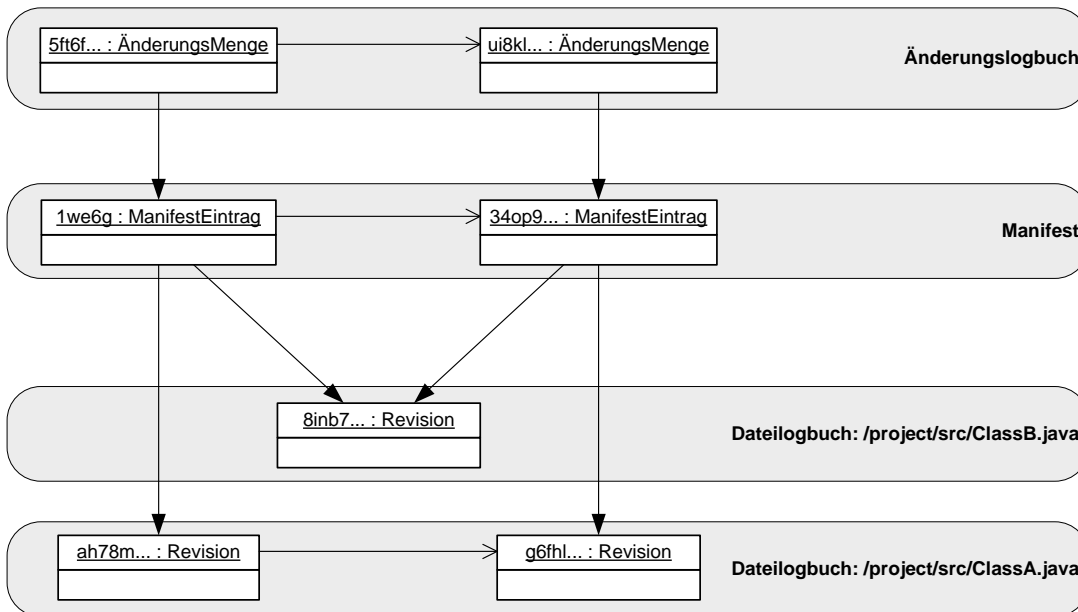 5ft6f... : ÄnderungsMenge
ui8kl... : ÄnderungsMenge
Änderungslogbuch
1we6g : ManifestEintrag
34op9... : ManifestEintrag
Manifest
8inb7... : Revision
Dateilogbuch: /project/src/ClassB.java
ah78m... : Revision
g6fhl... : Revision
Dateilogbuch: /project/src/ClassA.java